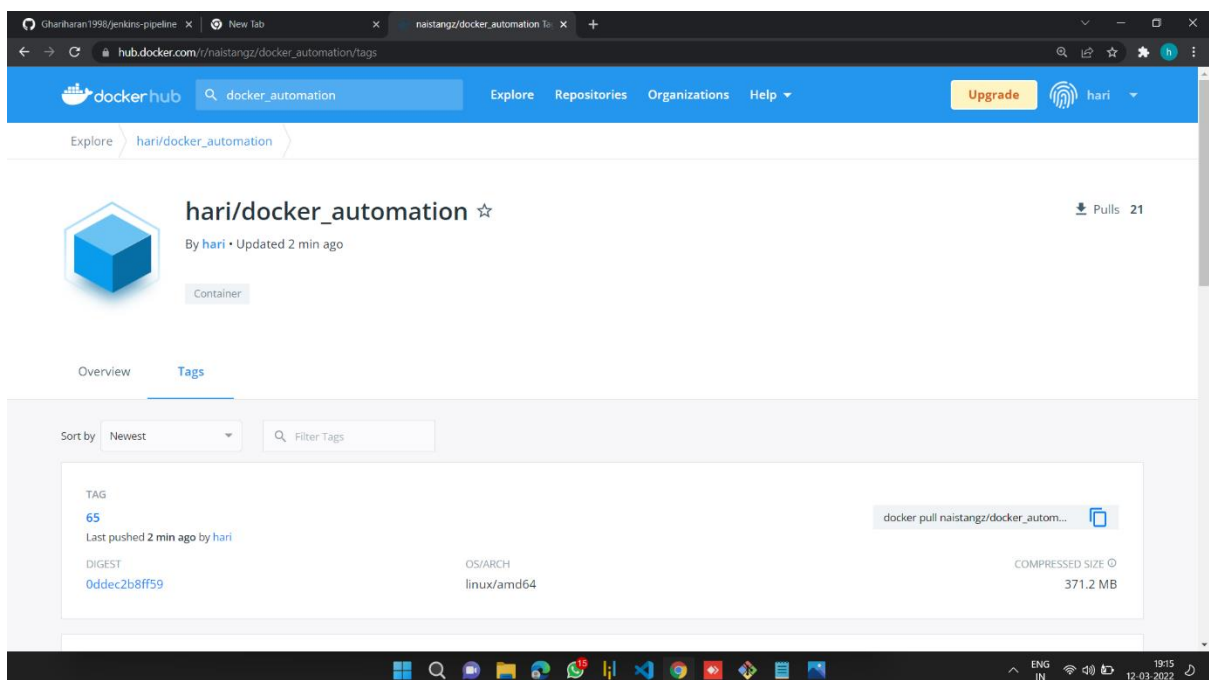 Ghariharan1998/jenkins-pipeline
New Tab
naistangz/docker_automation Ta
hub.docker.com/r/naistangz/docker_automation/tags
h
docker hub
docker_automation
Explore
Repositories
Organizations
Help
Upgrade
hari
Explore
hari/docker_automation
hari/docker_automation
Pulls 21
By hari • Updated 2 min ago
Container
Overview
Tags
Sort by
Newest
Filter Tags
TAG
65
docker pull naistangz/docker_autom...
Last pushed 2 min ago by hari
DIGEST
OS/ARCH
COMPRESSED SIZE
0ddec2b8ff59
linux/amd64
371.2 MB
15
ENG
IN
19:15
12-03-2022